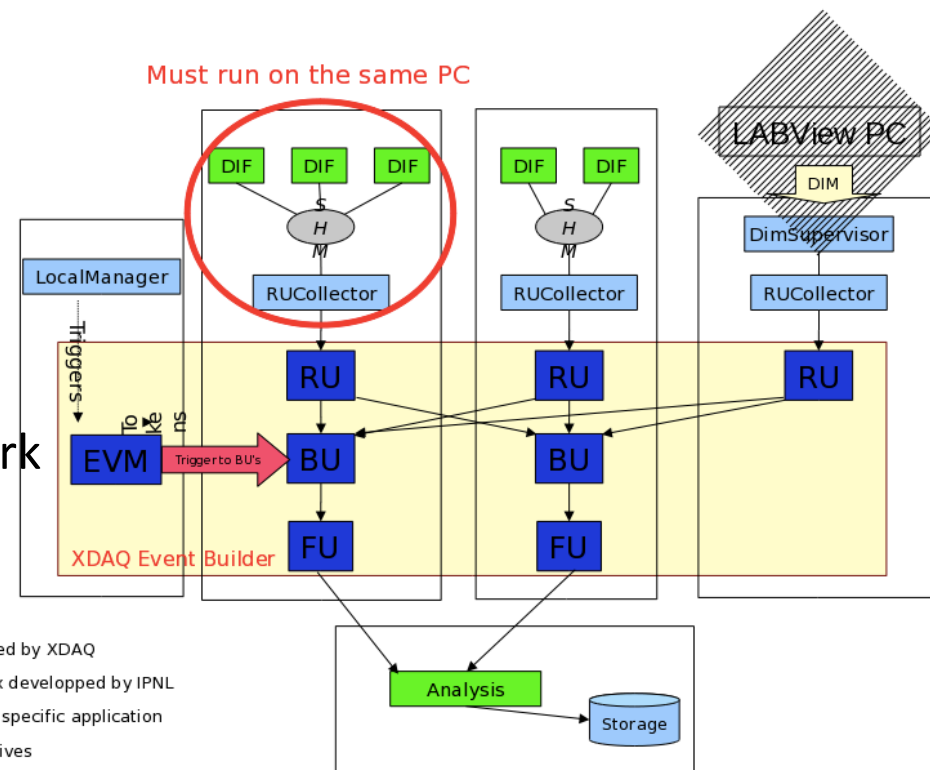 Must run on the same PC
LABView PC
DIM
DIF
DIF
DIF
DIF
DIF
S
H
M
S
H
M
DimSupervisor
LocalManager
RUCollector
RUCollector
RUCollector
Triggers
RU
RU
RU
To
ke
ns
rk
EVM
Trigger to BU's
BU
BU
FU
FU
XDAQ Event Builder
ed by XDAQ
x developped by IPNL
specific application
ives
Analysis
Storage